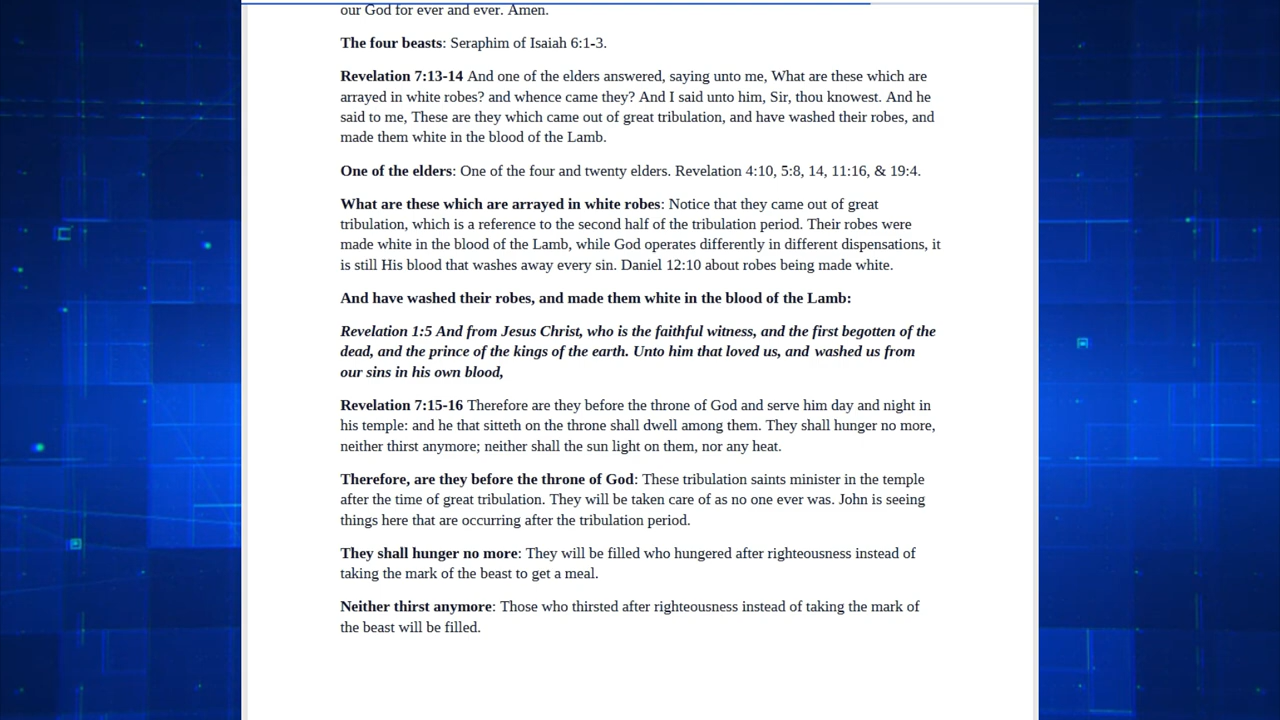 our God for ever and ever. Amen.
The four beasts: Seraphim of Isaiah 6:1-3.
Revelation 7:13-14 And one of the elders answered, saying unto me, What are these which are
arrayed in white robes? and whence came they? And I said unto him, Sir, thou knowest. And he
said to me, These are they which came out of great tribulation, and have washed their robes, and
made them white in the blood of the Lamb.
One of the elders: One of the four and twenty elders. Revelation 4:10, 5:8, 14, 11:16, & 19:4.
What are these which are arrayed in white robes: Notice that they came out of great
tribulation, which is a reference to the second half of the tribulation period. Their robes were
made white in the blood of the Lamb, while God operates differently in different dispensations, it
is still His blood that washes away every sin. Daniel 12:10 about robes being made white.
And have washed their robes, and made them white in the blood of the Lamb:
Revelation 1:5 And from Jesus Christ, who is the faithful witness, and the first begotten of the
dead, and the prince of the kings of the earth. Unto him that loved us, and washed us from
our sins in his own blood,
Revelation 7:15-16 Therefore are they before the throne of God and serve him day and night in
his temple: and he that sitteth on the throne shall dwell among them. They shall hunger no more,
neither thirst anymore; neither shall the sun light on them, nor any heat.
Therefore, are they before the throne of God: These tribulation saints minister in the temple
after the time of great tribulation. They will be taken care of as no one ever was. John is seeing
things here that are occurring after the tribulation period.
They shall hunger no more: They will be filled who hungered after righteousness instead of
taking the mark of the beast to get a meal.
Neither thirst anymore: Those who thirsted after righteousness instead of taking the mark of
the beast will be filled.